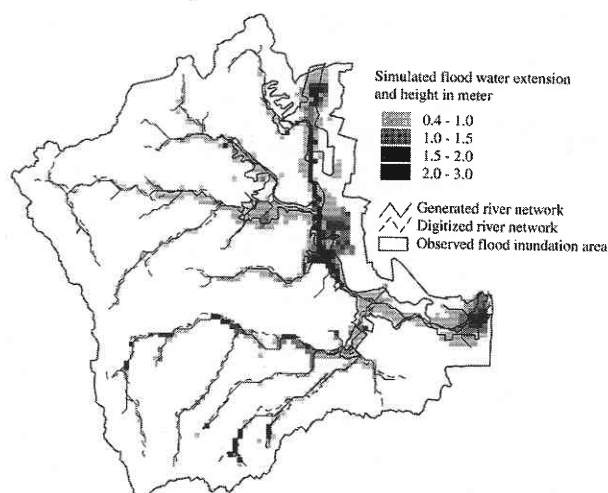 Simulated flood water extension
and height in meter
0.4 - 1.0
1.0 - 1.5
1.5 - 2.0
2.0 - 3.0
Generated river network
Digitized river network
Observed flood inundation area